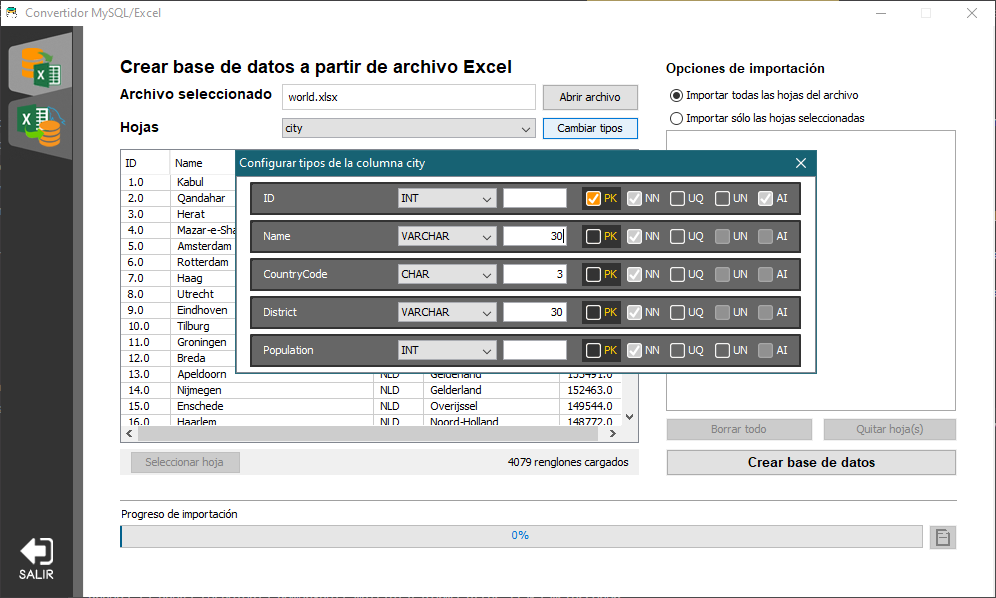 Convertidor MySQL/Excel
Crear base de datos a partir de archivo Excel
Archivo seleccionado world.xlsx Abrir archivo
Hojas city Cambiar tipos
Opciones de importación
Importar todas las hojas del archivo
Importar sólo las hojas seleccionadas
ID Name
1.0 Kabul
2.0 Qandahar
3.0 Herat
4.0 Mazar-e-Sha
5.0 Amsterdam
6.0 Rotterdam
7.0 Haag
8.0 Utrecht
9.0 Eindhoven
10.0 Tilburg
11.0 Groningen
12.0 Breda
13.0 Apeldoorn NLD Gelderland 153491.0
14.0 Nijmegen NLD Gelderland 152463.0
15.0 Enschede NLD Overijssel 149544.0
16.0 Haarlem NLD Noord-Holland 148772.0
Configurar tipos de la columna city
ID INT PK NN UQ UN AI
Name VARCHAR 30 PK NN UQ UN AI
CountryCode CHAR 3 PK NN UQ UN AI
District VARCHAR 30 PK NN UQ UN AI
Population INT PK NN UQ UN AI
Seleccionar hoja 4079 renglones cargados
Borrar todo Quitar hoja(s)
Crear base de datos
Progreso de importación
0%
SALIR